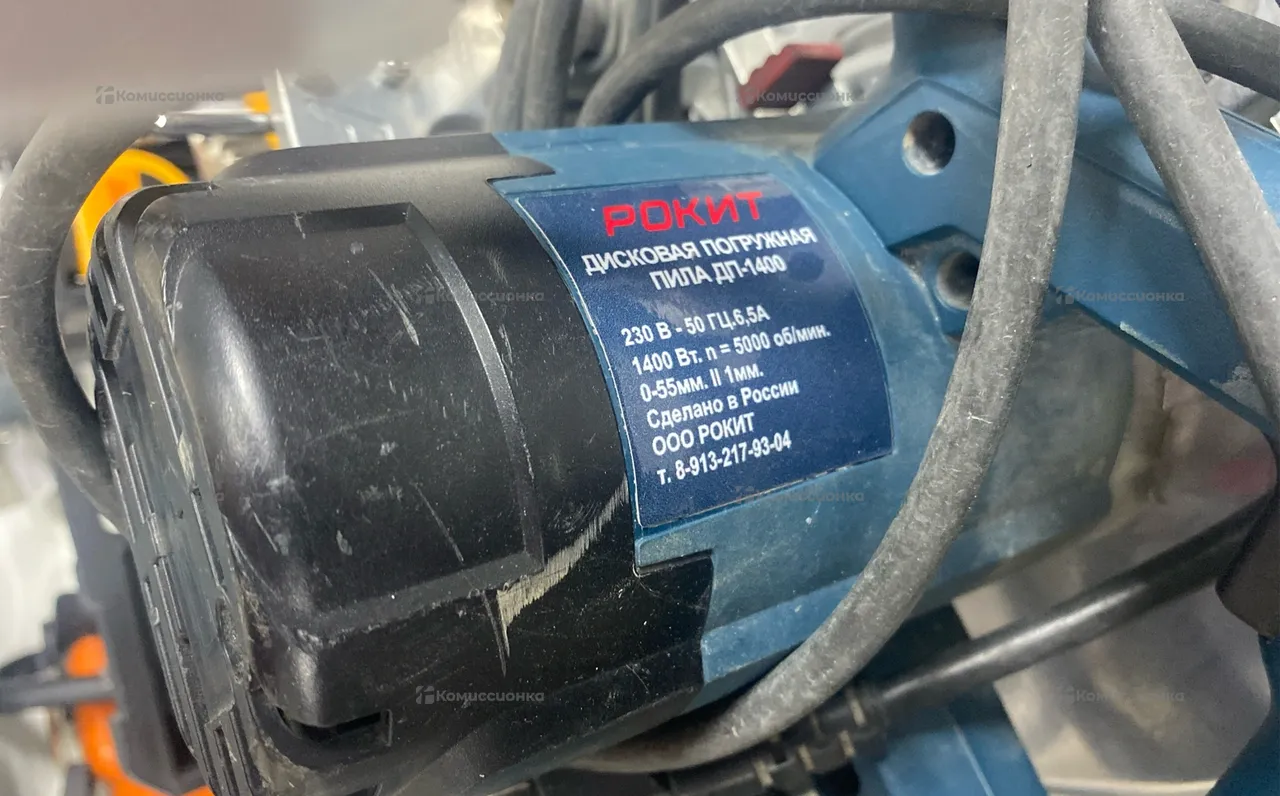 Комиссионка
Комиссионка
РОКИТ
ДИСКОВАЯ ПОГРУЖНАЯ
ПИЛА ДП-1400
230 В - 50 ГЦ.6,5А
1400 Вт. n = 5000 об/мин.
0-55мм. II 1мм.
Сделано в России
ООО РОКИТ
т. 8-913-217-93-04
Комиссионка
Комиссионка
Комиссионка
Комиссионка
Комиссионка